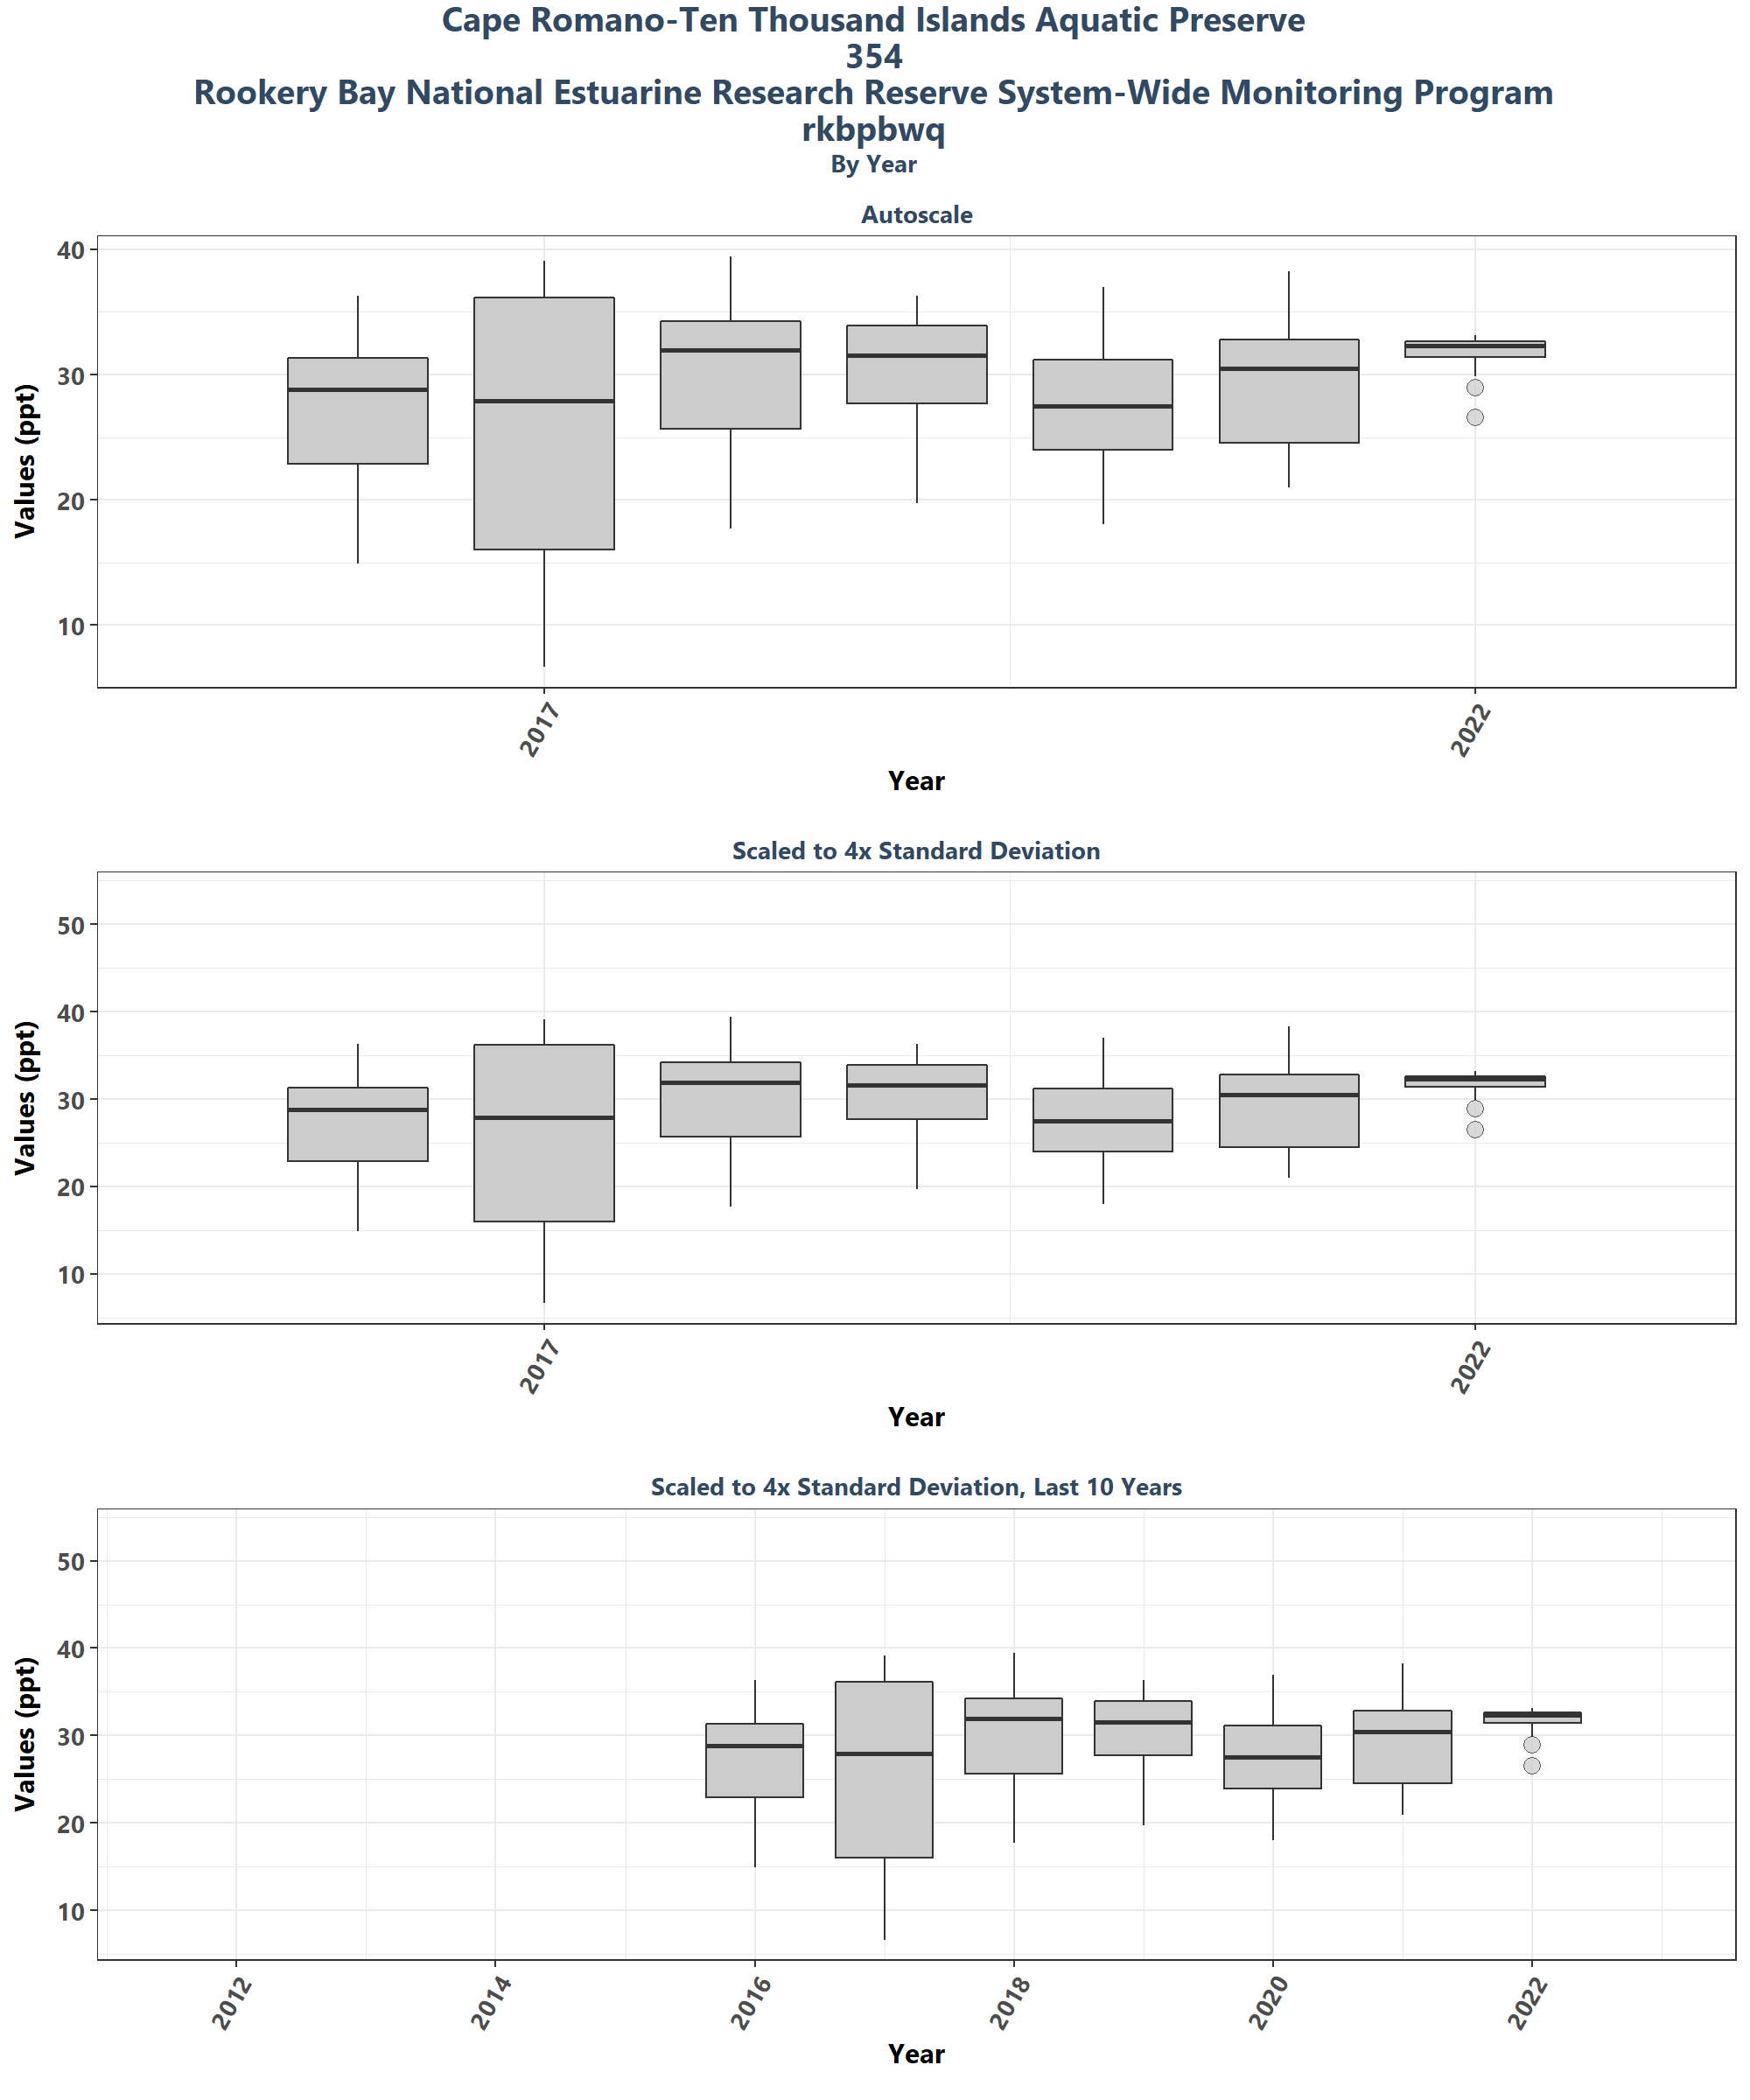 Cape Romano-Ten Thousand Islands Aquatic Preserve
354
Rookery Bay National Estuarine Research Reserve System-Wide Monitoring Program
rkbpbwq
By Year
Autoscale
40
30
20
10
Values (ppt)
2017
2022
Year
Scaled to 4x Standard Deviation
50
40
30
20
10
Values (ppt)
2017
2022
Year
Scaled to 4x Standard Deviation, Last 10 Years
50
40
30
20
10
Values (ppt)
2012
2014
2016
2018
2020
2022
Year